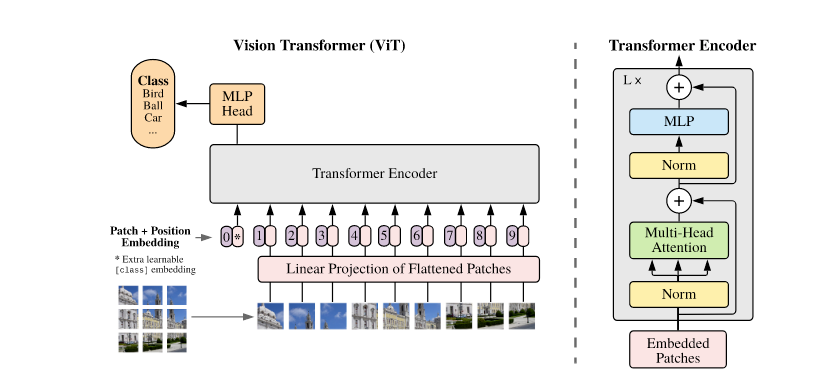 Vision Transformer (ViT)
Class
Bird
Ball
Car
...
MLP
Head
Transformer Encoder
Patch + Position
Embedding
0 * 1 2 3 4 5 6 7 8 9
* Extra learnable
[class] embedding
Linear Projection of Flattened Patches
Transformer Encoder
L x
+
MLP
Norm
+
Multi-Head
Attention
Norm
Embedded
Patches